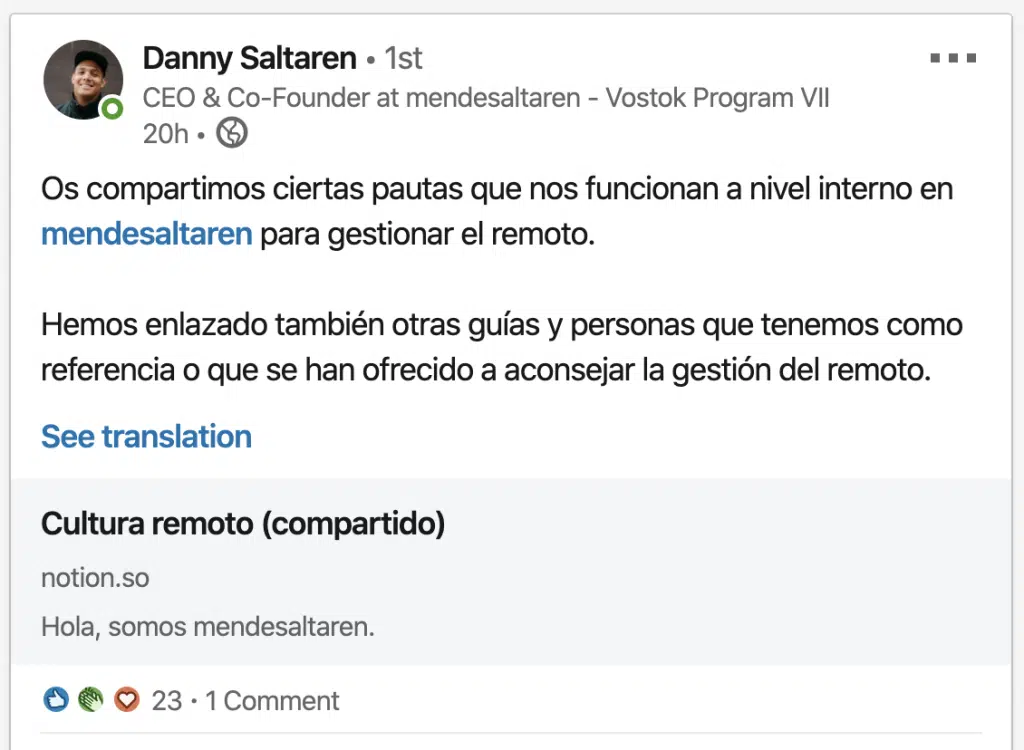 Danny Saltaren • 1st
CEO & Co-Founder at mendesaltaren - Vostok Program VII
20h •
Os compartimos ciertas pautas que nos funcionan a nivel interno en
mendesaltaren para gestionar el remoto.
Hemos enlazado también otras guías y personas que tenemos como
referencia o que se han ofrecido a aconsejar la gestión del remoto.
See translation
Cultura remoto (compartido)
notion.so
Hola, somos mendesaltaren.
23 · 1 Comment